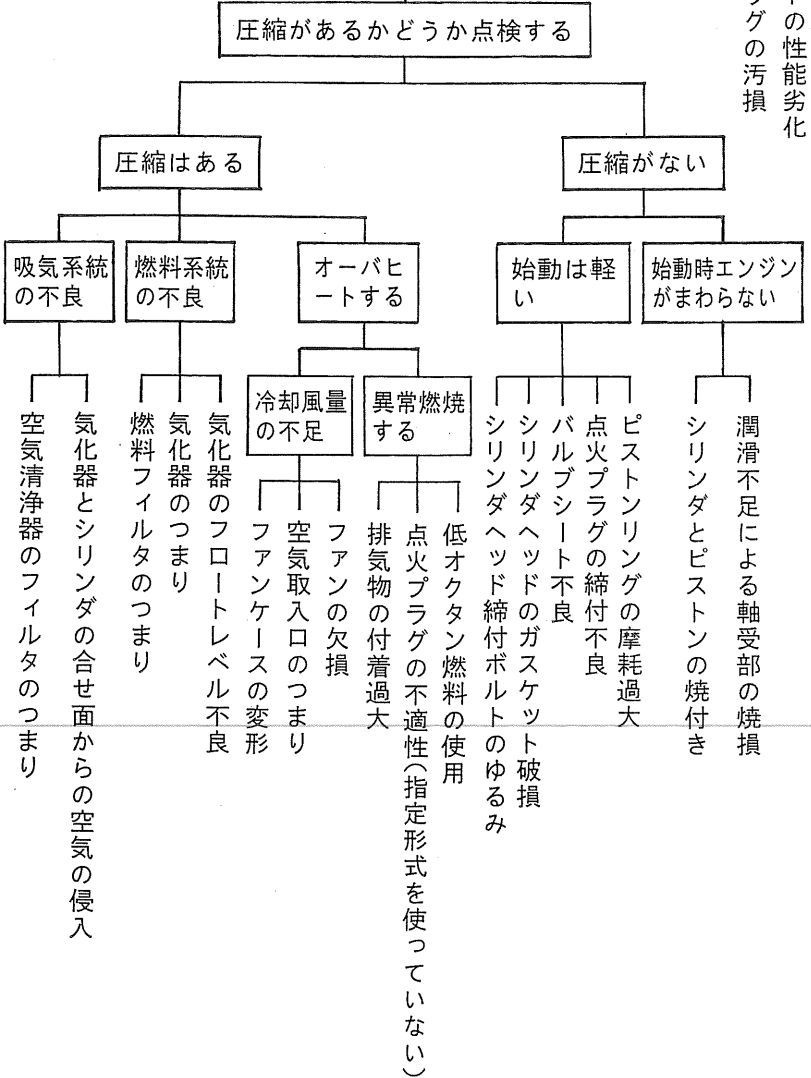 の性能劣化
グの汚損
圧縮があるかどうか点検する
圧縮はある
圧縮がない
吸気系統
の不良
燃料系統
の不良
オーバヒ
ートする
始動は軽
い
始動時エンジン
がまわらない
冷却風量
の不足
異常燃焼
する
空気清浄器のフィルタのつまり
気化器とシリンダの合せ面からの空気の侵入
燃料フィルタのつまり
気化器のつまり
気化器のフロートレベル不良
ファンケースの変形
空気取入口のつまり
ファンの欠損
排気物の付着過大
点火プラグの不適性(指定形式を使っていない)
低オクタン燃料の使用
シリンダヘッド締付ボルトのゆるみ
シリンダヘッドのガスケット破損
バルブシート不良
点火プラグの締付不良
ピストンリングの摩耗過大
シリンダとピストンの焼付き
潤滑不足による軸受部の焼損